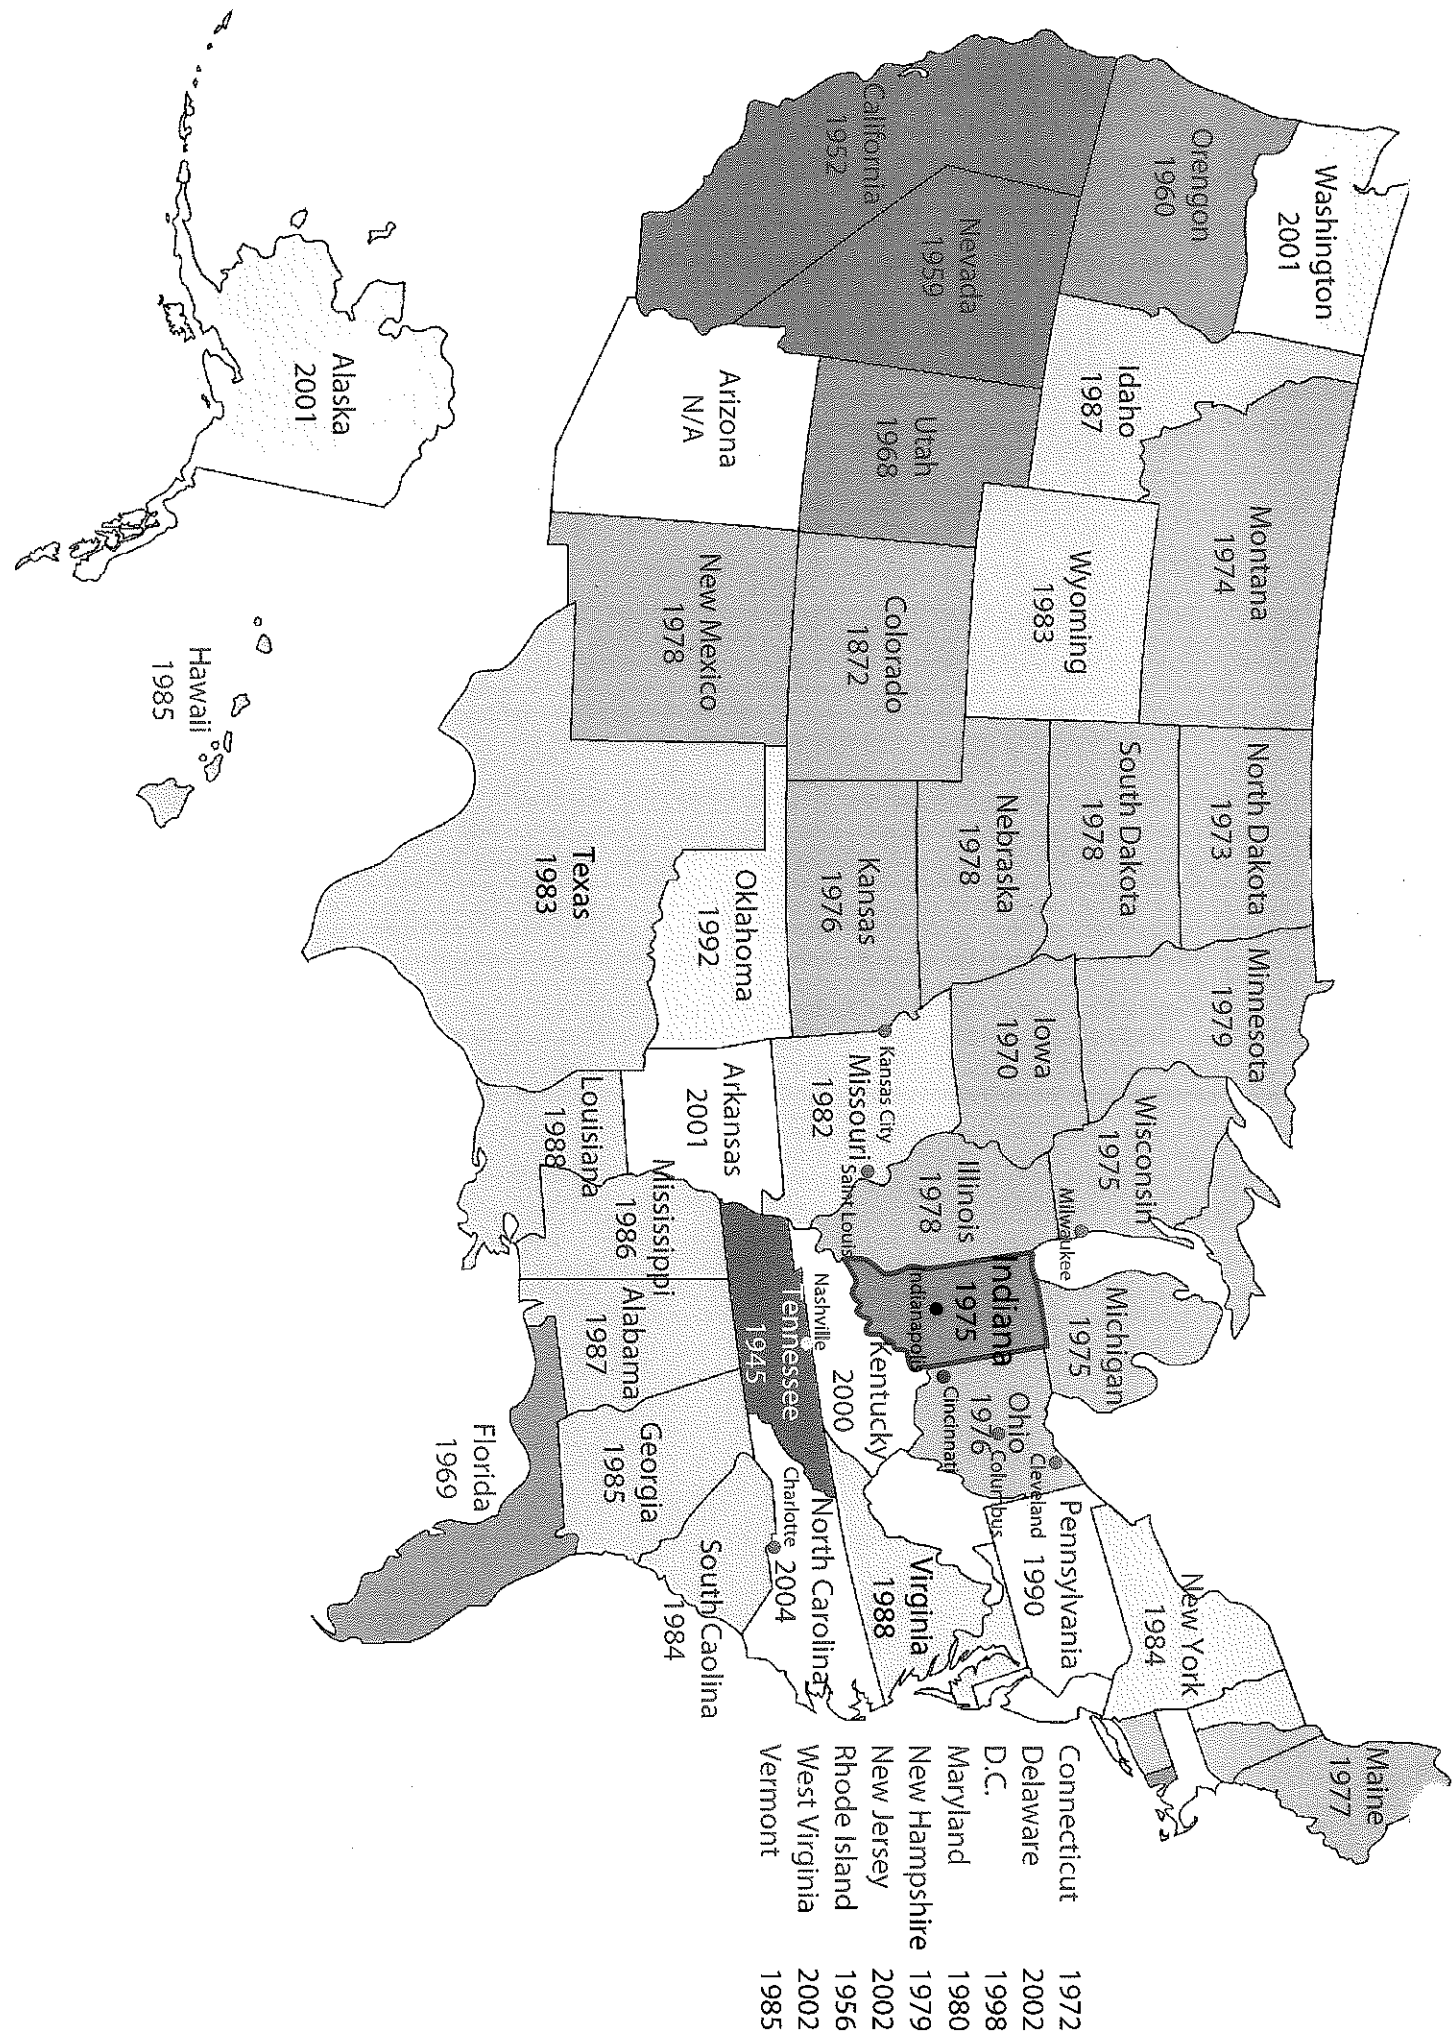 Washington
2001
Orengon
1960
California
1952
Nevada
1959
Idaho
1987
Montana
1974
Wyoming
1983
Utah
1968
Arizona
N/A
Colorado
1872
New Mexico
1978
North Dakota
1973
South Dakota
1978
Nebraska
1978
Kansas
1976
Oklahoma
1992
Texas
1983
Minnesota
1979
Iowa
1970
Kansas City
Missouri
1982
Saint Louis
Arkansas
2001
Louisiana
1988
Wisconsin
1975
Milwaukee
Illinois
1978
Mississippi
1986
Michigan
1975
Indiana
1975
Indianapolis
Ohio
1976
Cleveland
Columbus
Cincinnati
Kentucky
2000
Nashville
Tennessee
1945
Alabama
1987
Georgia
1985
Florida
1969
South Caolina
1984
North Carolina
Charlotte
2004
Virginia
1988
Pennsylvania
1990
New York
1984
Maine
1977
Alaska
2001
Hawaii
1985
Connecticut 1972
Delaware 2002
D.C. 1998
Maryland 1980
New Hampshire 1979
New Jersey 2002
Rhode Island 1956
West Virginia 2002
Vermont 1985